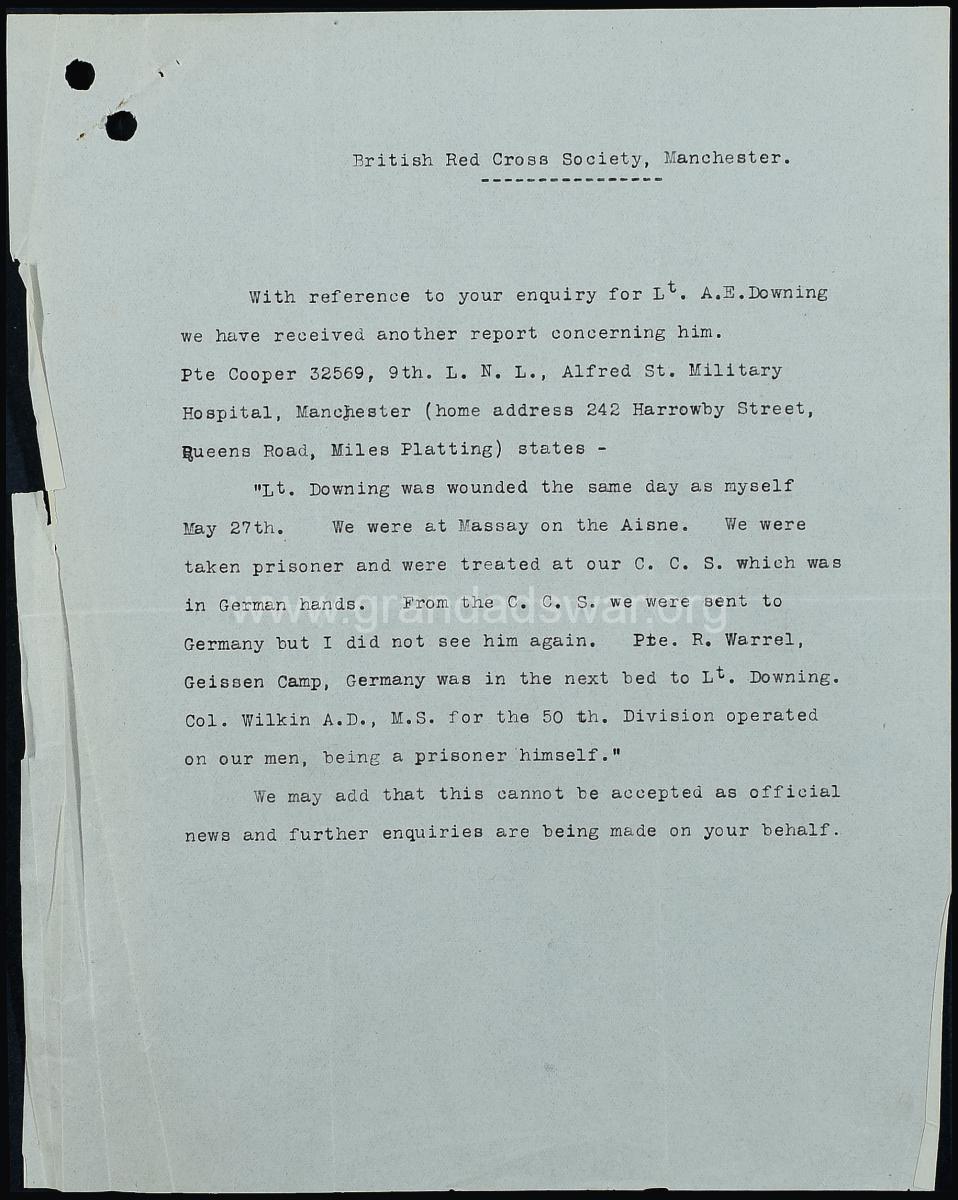 British Red Cross Society, Manchester.
----------------
With reference to your enquiry for Lt. A.E.Downing
we have received another report concerning him.
Pte Cooper 32569, 9th. L. N. L., Alfred St. Military
Hospital, Manchester (home address 242 Harrowby Street,
Queens Road, Miles Platting) states -
"Lt. Downing was wounded the same day as myself
May 27th. We were at Massay on the Aisne. We were
taken prisoner and were treated at our C. C. S. which was
in German hands. From the C. C. S. we were sent to
www.grandadswar.org
Germany but I did not see him again. Pte. R. Warrel,
Geissen Camp, Germany was in the next bed to Lt. Downing.
Col. Wilkin A.D., M.S. for the 50 th. Division operated
on our men, being a prisoner himself."
We may add that this cannot be accepted as official
news and further enquiries are being made on your behalf.